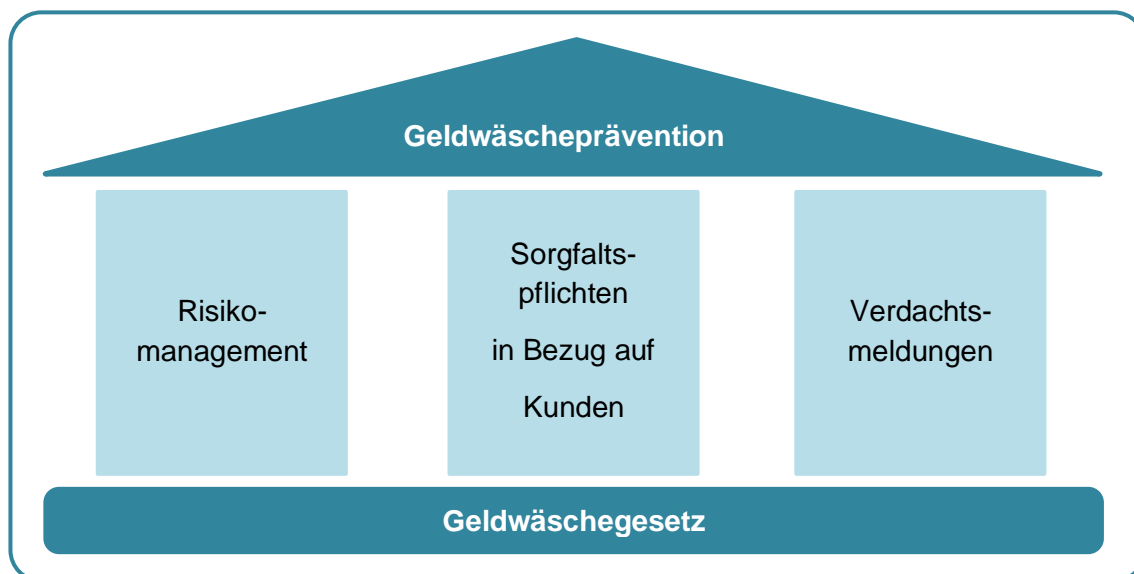 Geldwäscheprävention
Risiko-
management
Sorgfalts-
pflichten
in Bezug auf
Kunden
Verdachts-
meldungen
Geldwäschegesetz